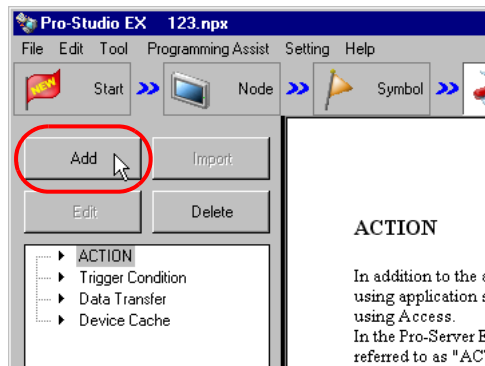 Pro-Studio EX 123.npx
File Edit Tool Programming Assist Setting Help
NEW Start Node Symbol
Add Import
Edit Delete
ACTION
Trigger Condition
Data Transfer
Device Cache
ACTION
In addition to the a
using application s
using Access.
In the Pro-Server E
referred to as "AC